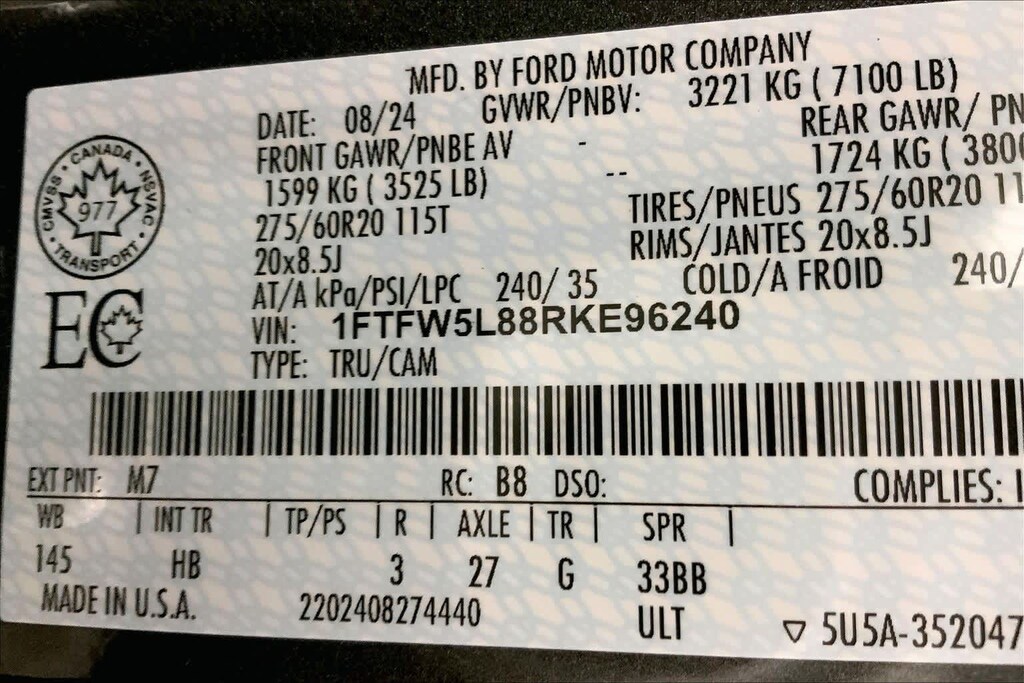 MFD. BY FORD MOTOR COMPANY
DATE: 08/24 GVWR/PNBV: 3221 KG ( 7100 LB)
FRONT GAWR/PNBE AV - REAR GAWR/ PN
1599 KG ( 3525 LB) -- 1724 KG ( 380
275/60R20 115T TIRES/PNEUS 275/60R20 11
20x8.5J RIMS/JANTES 20x8.5J
AT/A kPa/PSI/LPC 240/ 35 COLD/A FROID 240/
VIN: 1FTFW5L88RKE96240
TYPE: TRU/CAM
CANADA
CMVSS · NSVAC
977
TRANSPORT
EC
EXT PNT: M7 RC: B8 DSO: COMPLIES:
WB | INT TR | TP/PS | R | AXLE | TR | SPR |
145 HB 3 27 G 33BB
MADE IN U.S.A. 2202408274440 ULT ▽ 5U5A-352047